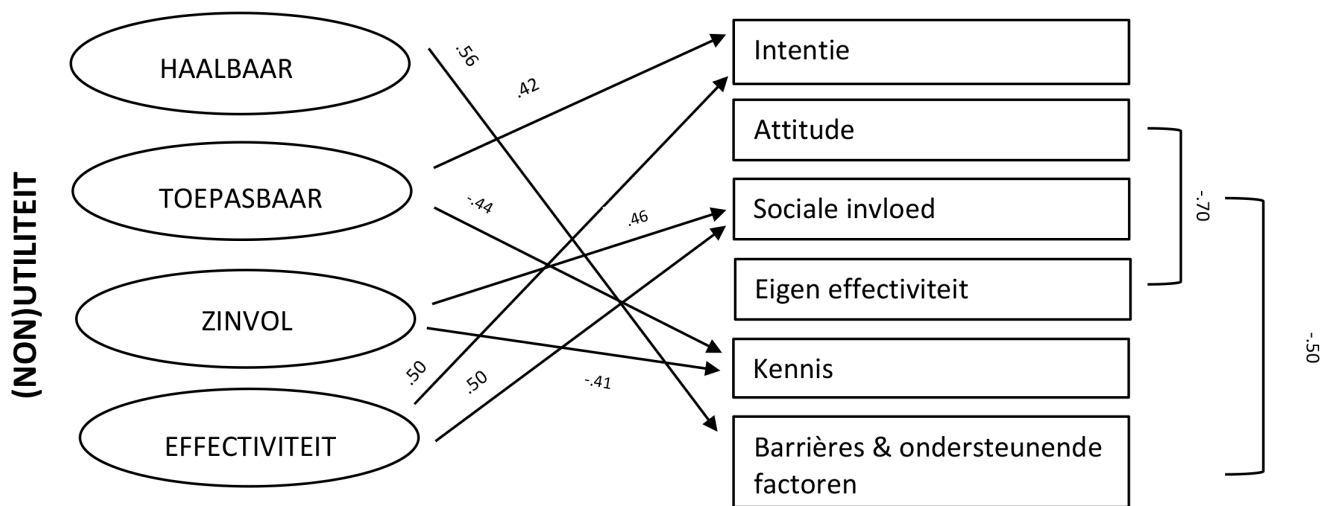 (NON)UTILITEIT
HAALBAAR
TOEPASBAAR
ZINVOL
EFFECTIVITEIT
.56
.42
-.44
.46
.50
.50
-.41
Intentie
Attitude
Sociale invloed
Eigen effectiviteit
Kennis
Barrières & ondersteunende
factoren
-.70
-.50